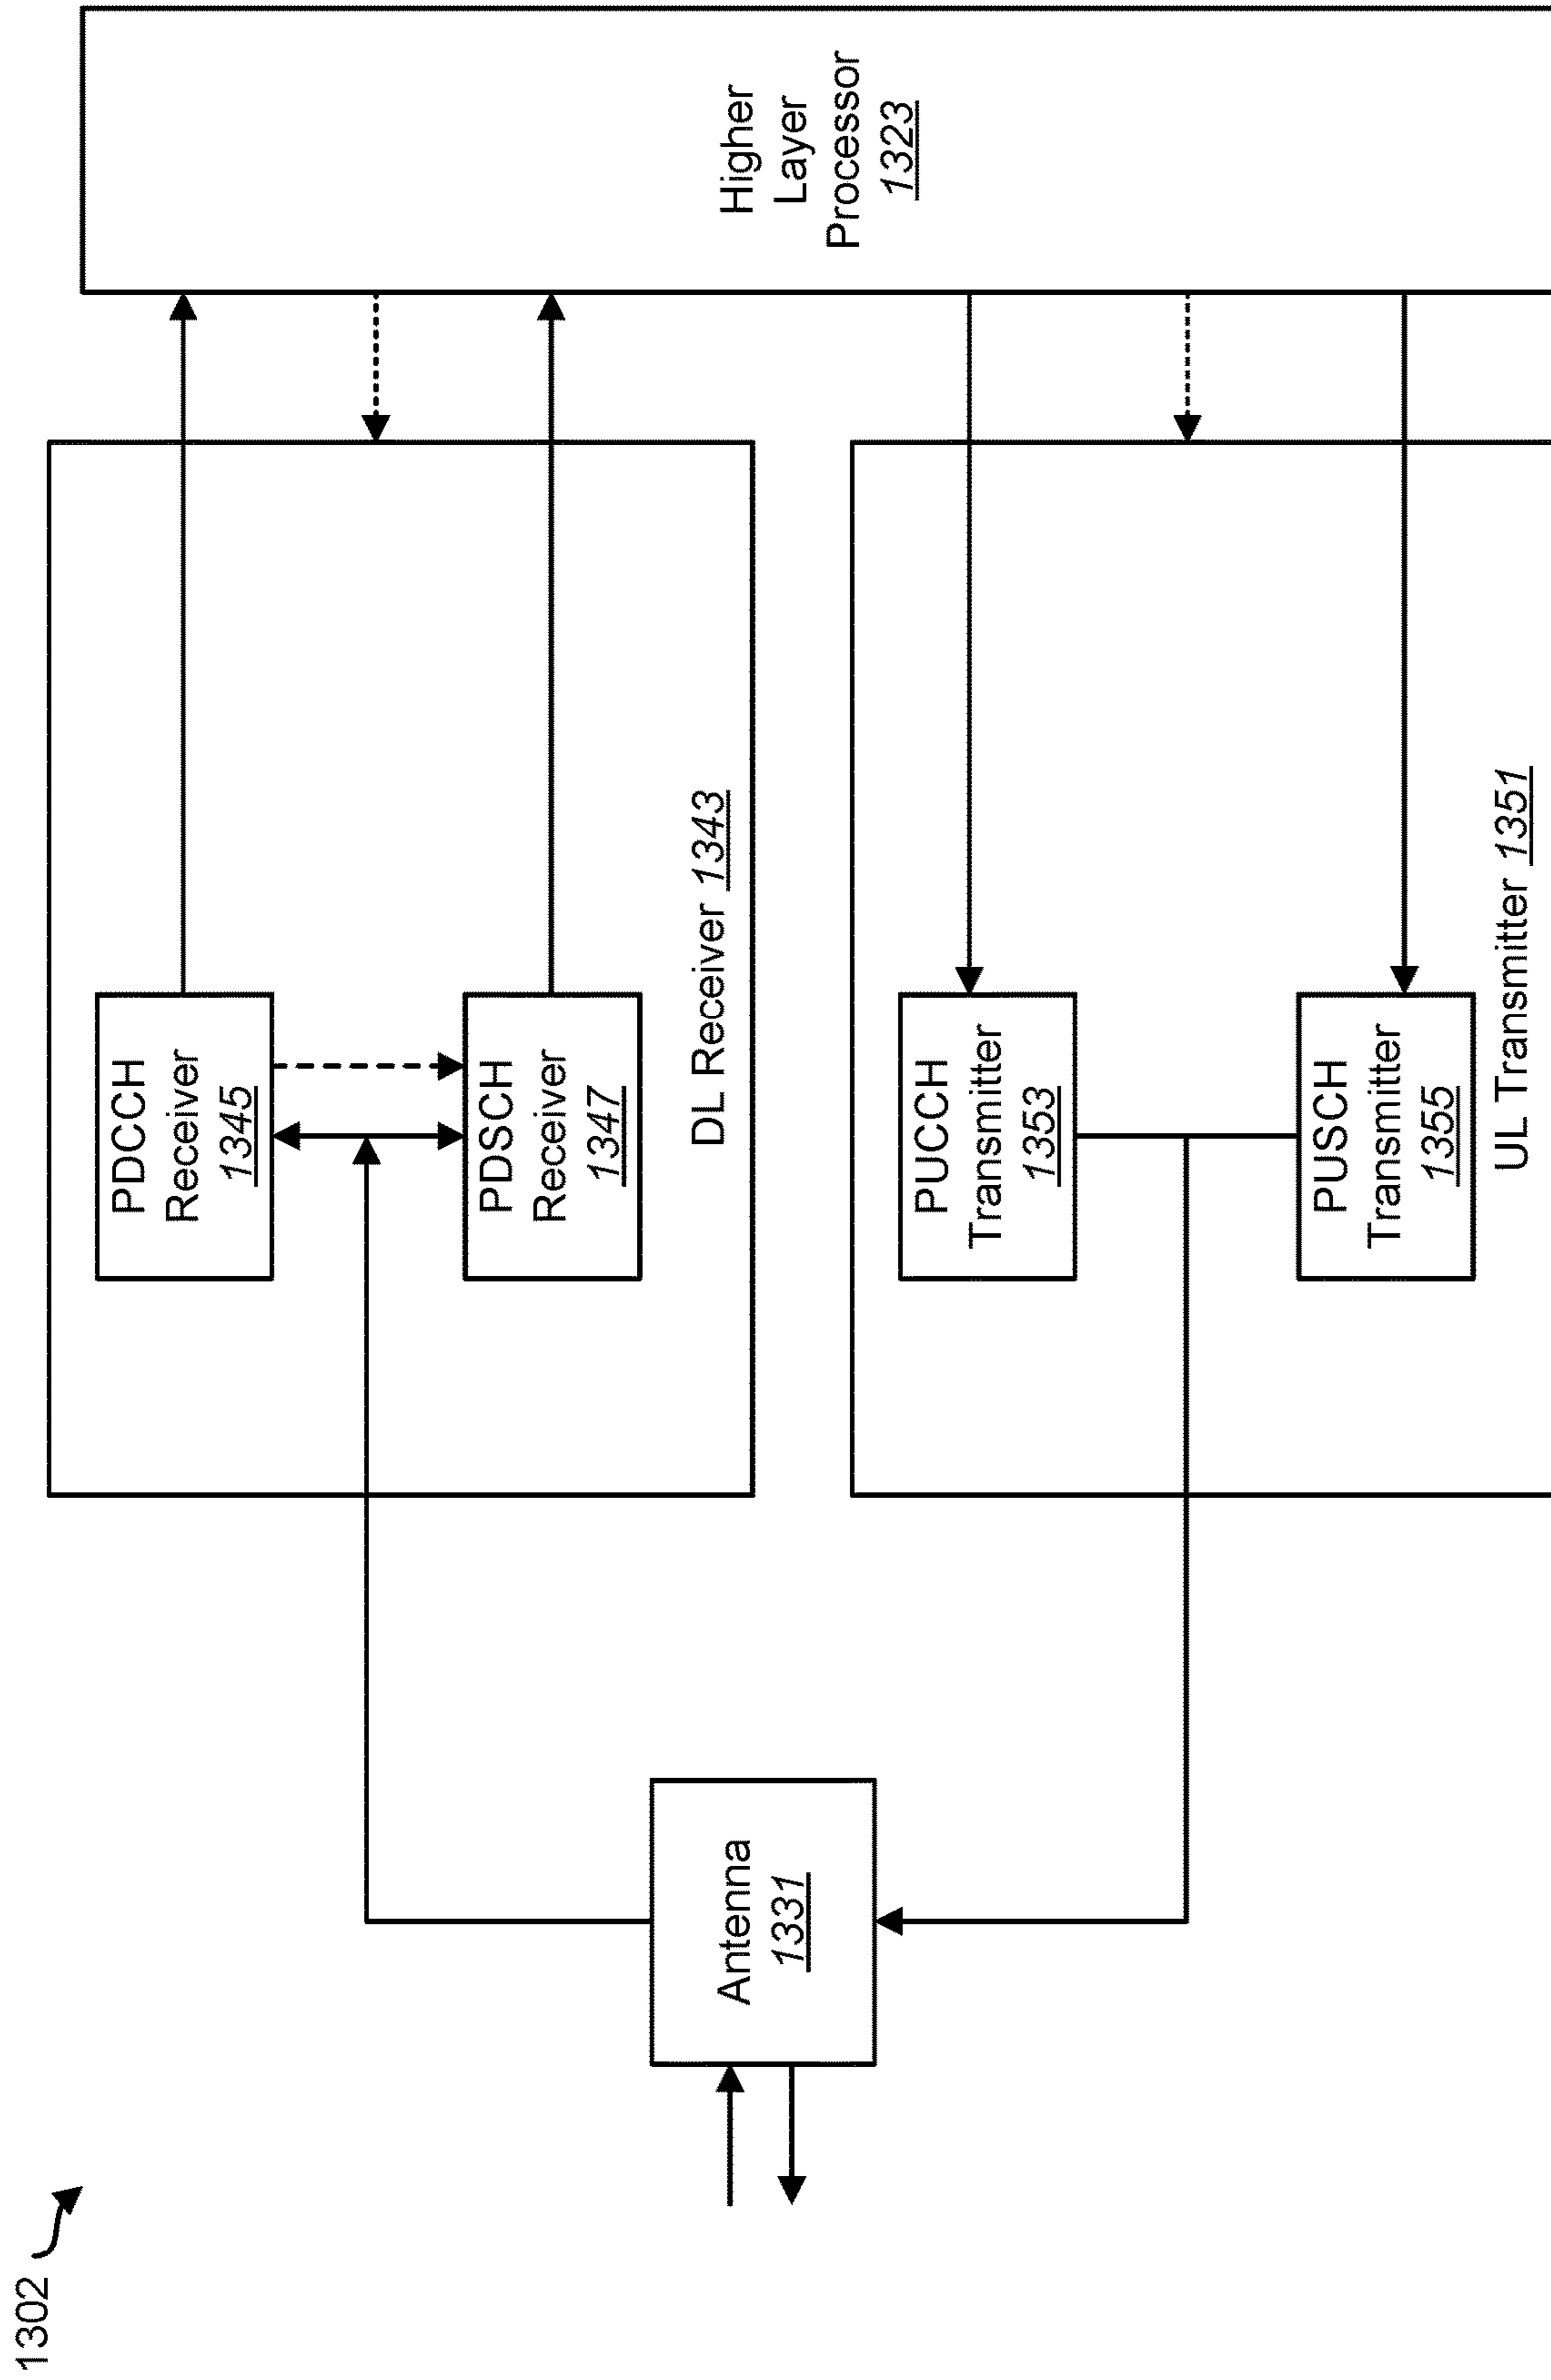 1302
Antenna
1331
PDCCH
Receiver
1345
PDSCH
Receiver
1347
DL Receiver 1343
PUCCH
Transmitter
1353
PUSCH
Transmitter
1355
UL Transmitter 1351
Higher
Layer
Processor
1323